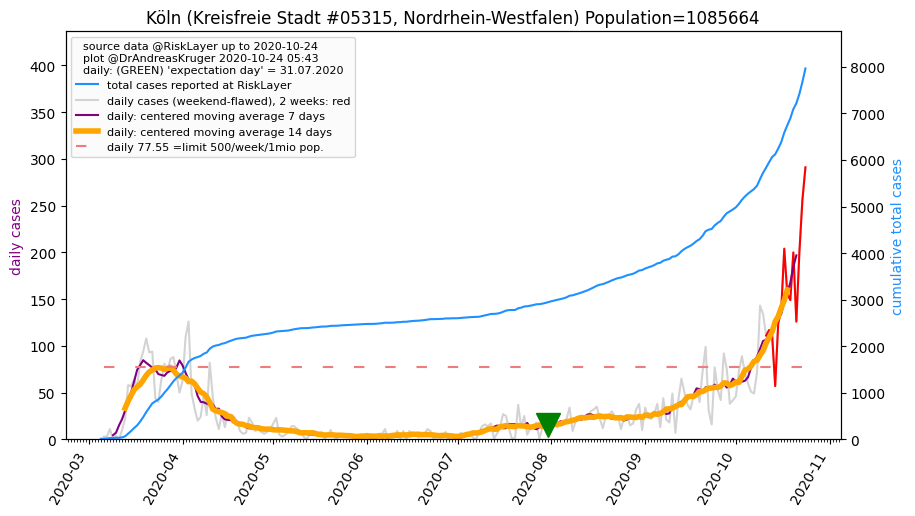 Köln (Kreisfreie Stadt #05315, Nordrhein-Westfalen) Population=1085664
source data @RiskLayer up to 2020-10-24
plot @DrAndreasKruger 2020-10-24 05:43
daily: (GREEN) 'expectation day' = 31.07.2020
total cases reported at RiskLayer
daily cases (weekend-flawed), 2 weeks: red
daily: centered moving average 7 days
daily: centered moving average 14 days
daily 77.55 =limit 500/week/1mio pop.
daily cases
400
350
300
250
200
150
100
50
0
cumulative total cases
8000
7000
6000
5000
4000
3000
2000
1000
0
2020-03
2020-04
2020-05
2020-06
2020-07
2020-08
2020-09
2020-10
2020-11